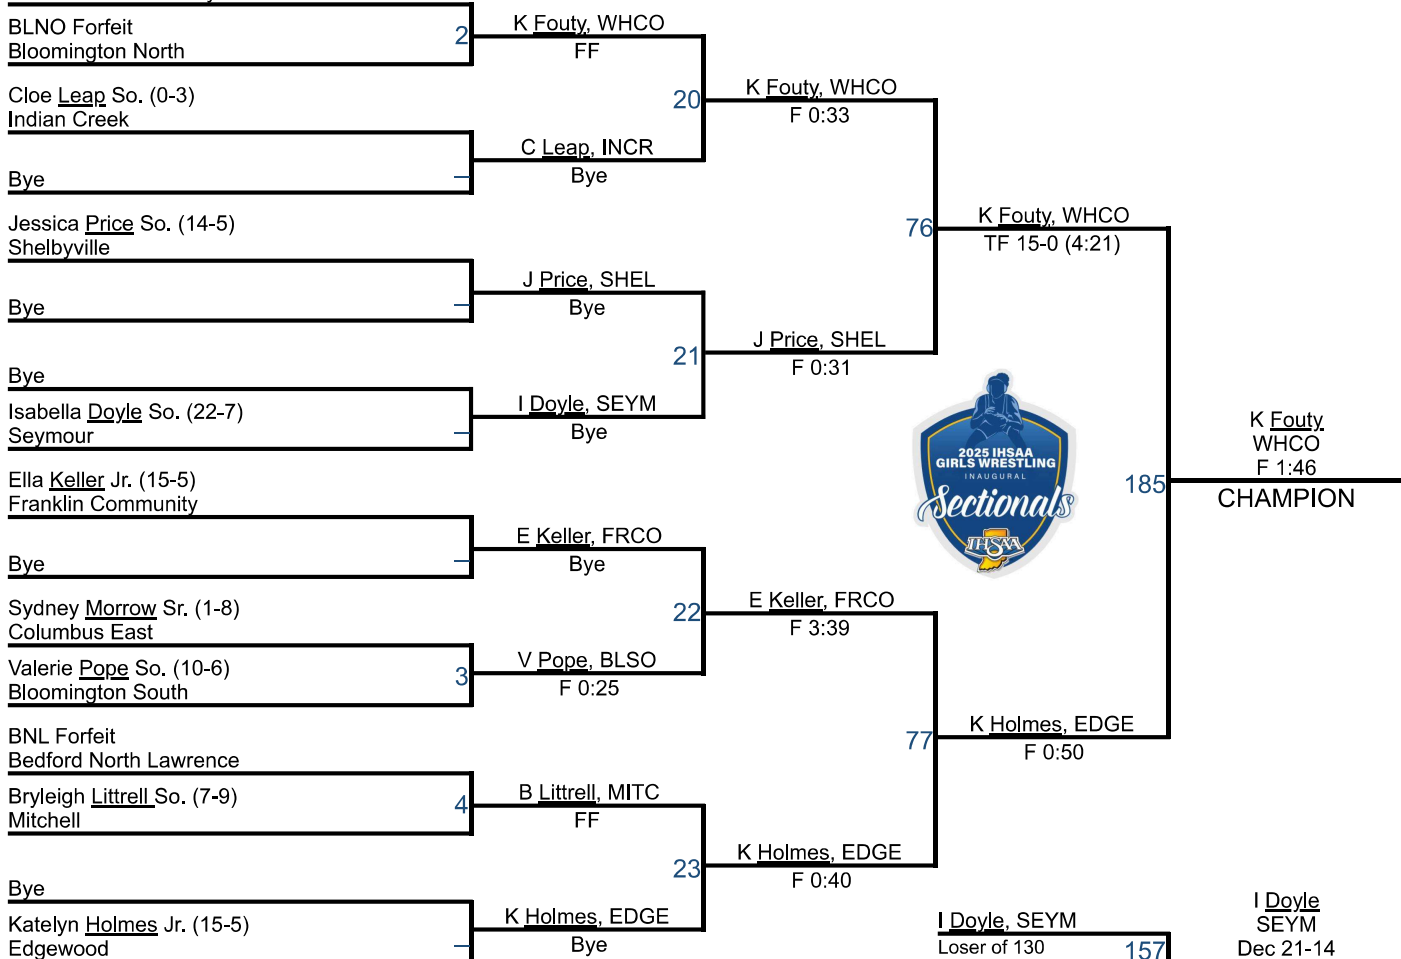 BLNO Forfeit
Bloomington North
2
Cloe Leap So. (0-3)
Indian Creek
Bye
Jessica Price So. (14-5)
Shelbyville
Bye
Bye
Isabella Doyle So. (22-7)
Seymour
Ella Keller Jr. (15-5)
Franklin Community
Bye
Sydney Morrow Sr. (1-8)
Columbus East
Valerie Pope So. (10-6)
Bloomington South
3
BNL Forfeit
Bedford North Lawrence
Bryleigh Littrell So. (7-9)
Mitchell
4
Bye
Katelyn Holmes Jr. (15-5)
Edgewood
K Fouty, WHCO
FF
20
C Leap, INCR
Bye
J Price, SHEL
Bye
21
I Doyle, SEYM
Bye
E Keller, FRCO
Bye
22
V Pope, BLSO
F 0:25
B Littrell, MITC
FF
23
K Holmes, EDGE
Bye
K Fouty, WHCO
F 0:33
76
J Price, SHEL
F 0:31
E Keller, FRCO
F 3:39
77
K Holmes, EDGE
F 0:40
K Fouty, WHCO
TF 15-0 (4:21)
185
K Holmes, EDGE
F 0:50
2025 IHSAA
GIRLS WRESTLING
INAUGURAL
Sectionals
IHSAA
K Fouty
WHCO
F 1:46
CHAMPION
I Doyle, SEYM
Loser of 130
157
I Doyle
SEYM
Dec 21-14